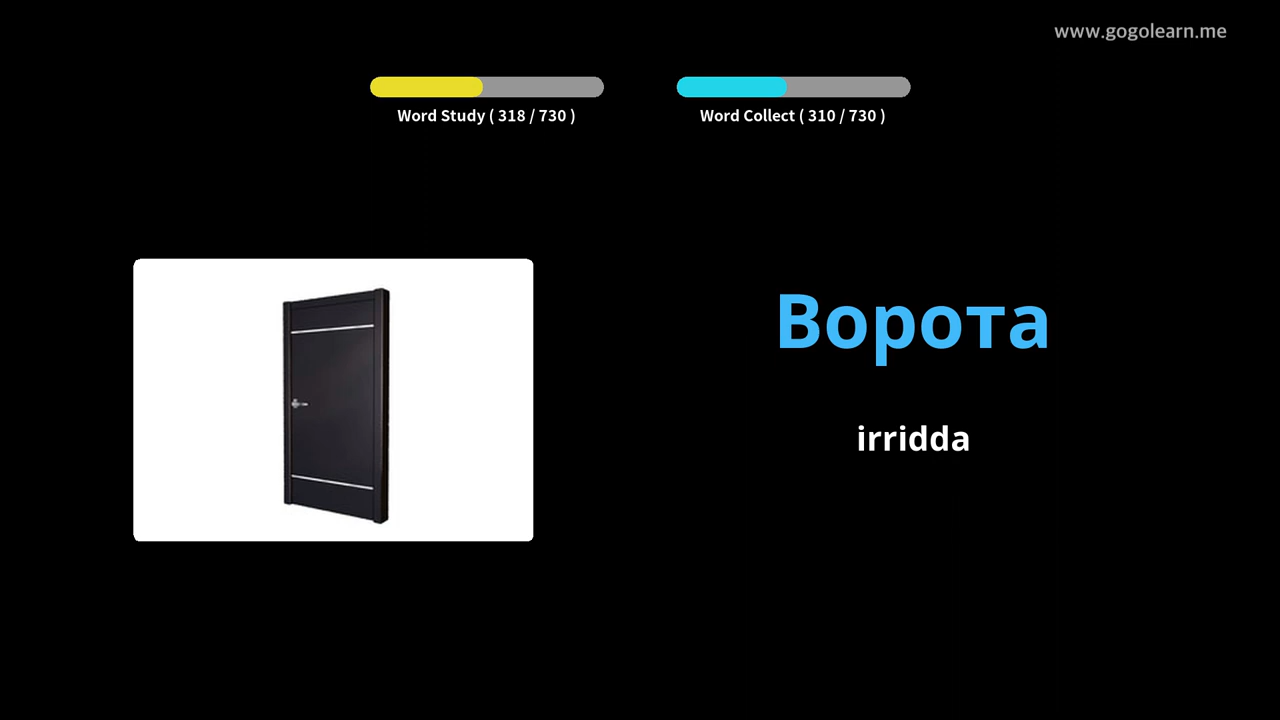 www.gogolearn.me
Word Study ( 318 / 730 )
Word Collect ( 310 / 730 )
Ворота
irridda